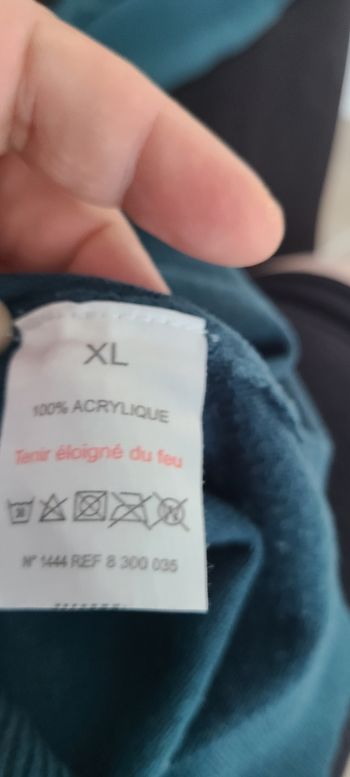 XL
100% ACRYLIQUE
Tenir éloigné du feu
N° 1444 REF 8 300 035